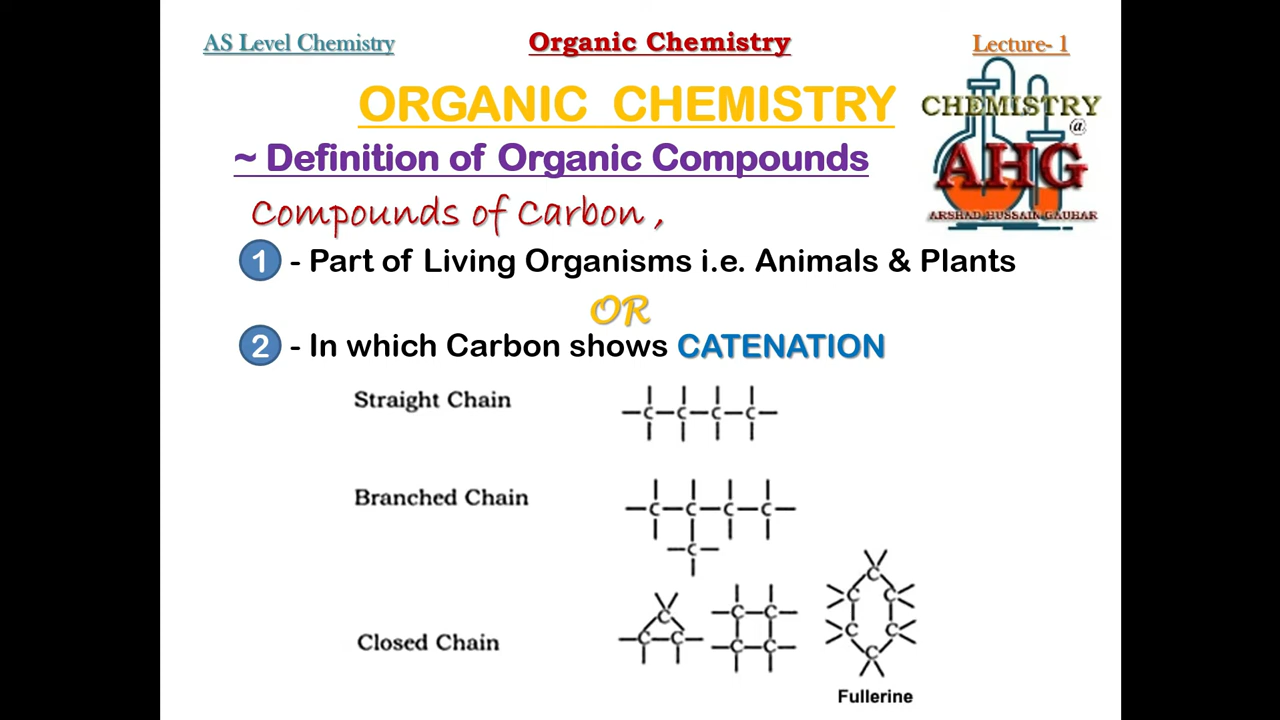 AS Level Chemistry
Organic Chemistry
Lecture- 1
ORGANIC CHEMISTRY
CHEMISTRY
@
AHG
ARSHAD HUSSAIN GAUHAR
~ Definition of Organic Compounds
Compounds of Carbon ,
1 - Part of Living Organisms i.e. Animals & Plants
OR
2 - In which Carbon shows CATENATION
Straight Chain
C C C C
Branched Chain
C C C C
C
Closed Chain
C
C C
C C
C C
C
C C
C C
C
Fullerine